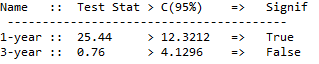 Name   ::  Test Stat > C(95%)    =>   Signif
--------------------------------------
1-year ::  25.44     > 12.3212   =>   True
3-year ::  0.76      > 4.1296    =>   False